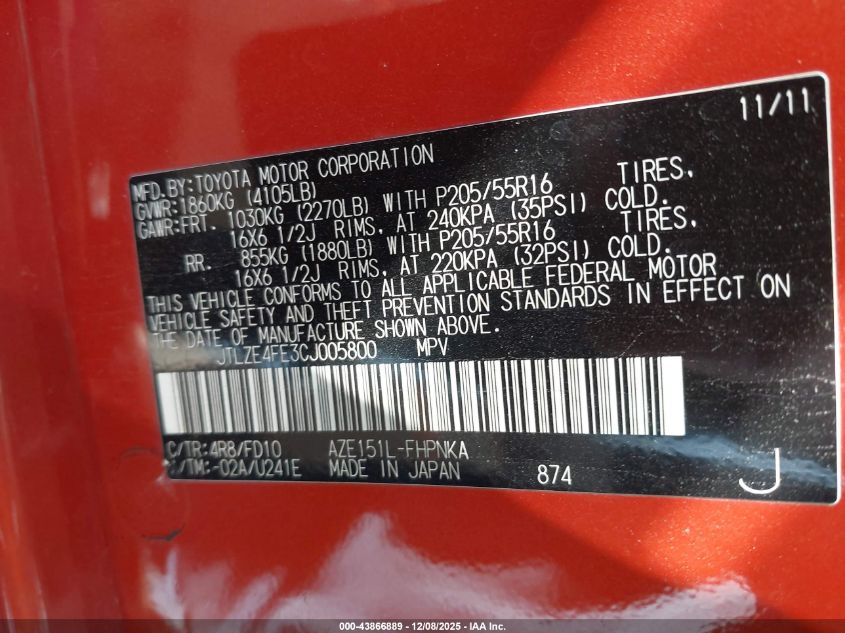 11/11
MFD. BY: TOYOTA MOTOR CORPORATION
GVWR: 1860KG (4105LB)
GAWR: FRT. 1030KG (2270LB) WITH P205/55R16 TIRES,
16X6 1/2J RIMS, AT 240KPA (35PSI) COLD.
RR. 855KG (1880LB) WITH P205/55R16 TIRES,
16X6 1/2J RIMS, AT 220KPA (32PSI) COLD.
THIS VEHICLE CONFORMS TO ALL APPLICABLE FEDERAL MOTOR
VEHICLE SAFETY AND THEFT PREVENTION STANDARDS IN EFFECT ON
THE DATE OF MANUFACTURE SHOWN ABOVE.
JTLZE4FE3CJ005800 MPV
C/TR: 4R8/FD10 AZE151L-FHPNKA
/TM: -02A/U241E MADE IN JAPAN 874 J
000-43866889 - 12/08/2025 - IAA Inc.